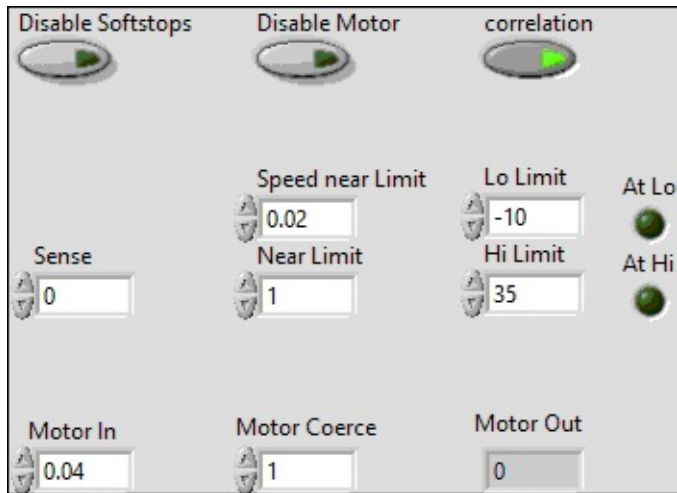 Disable Softstops Disable Motor correlation
Speed near Limit Lo Limit At Lo
0.02 -10
Sense Near Limit Hi Limit At Hi
0 1 35
Motor In Motor Coerce Motor Out
0.04 1 0